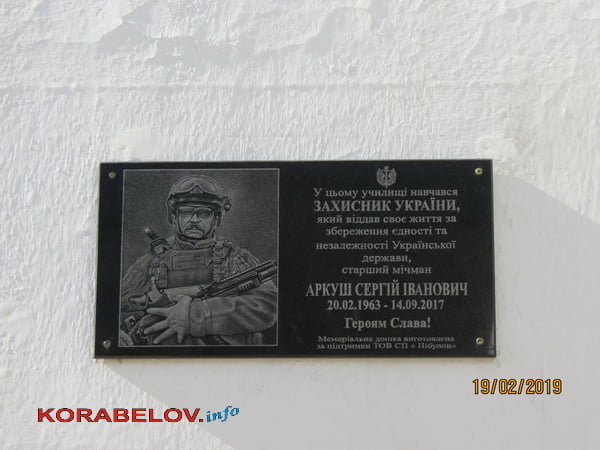 У цьому училищі навчався
ЗАХИСНИК УКРАЇНИ,
який віддав своє життя за
збереження єдності та
незалежності Української
держави,
старший мічман
АРКУШ СЕРГІЙ ІВАНОВИЧ
20.02.1963 - 14.09.2017
Героям Слава!
Меморіальна дошка виготовлена
за підтримки ТОВ СП « Нібулон»
19/02/2019
KORABELOV.info